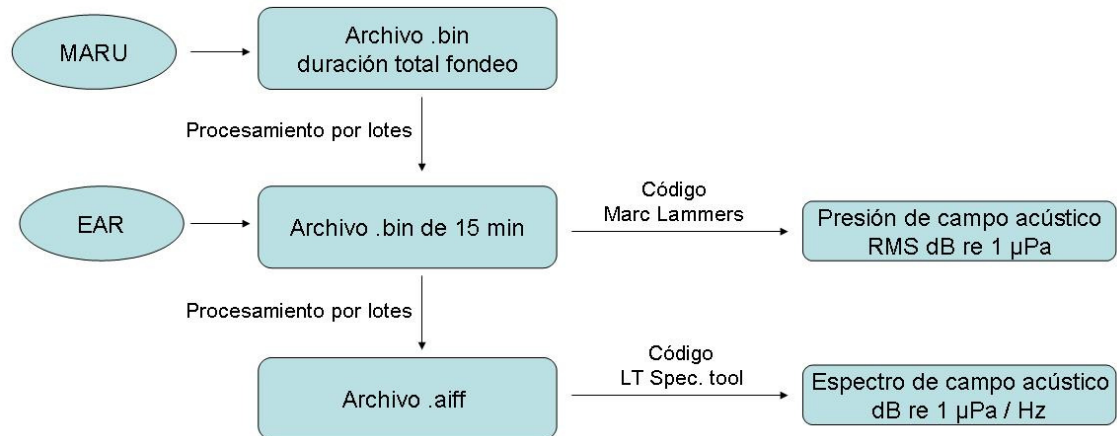 MARU
Archivo .bin
duración total fondeo
Procesamiento por lotes
EAR
Archivo .bin de 15 min
Código
Marc Lammers
Presión de campo acústico
RMS dB re 1 µPa
Procesamiento por lotes
Archivo .aiff
Código
LT Spec. tool
Espectro de campo acústico
dB re 1 µPa / Hz